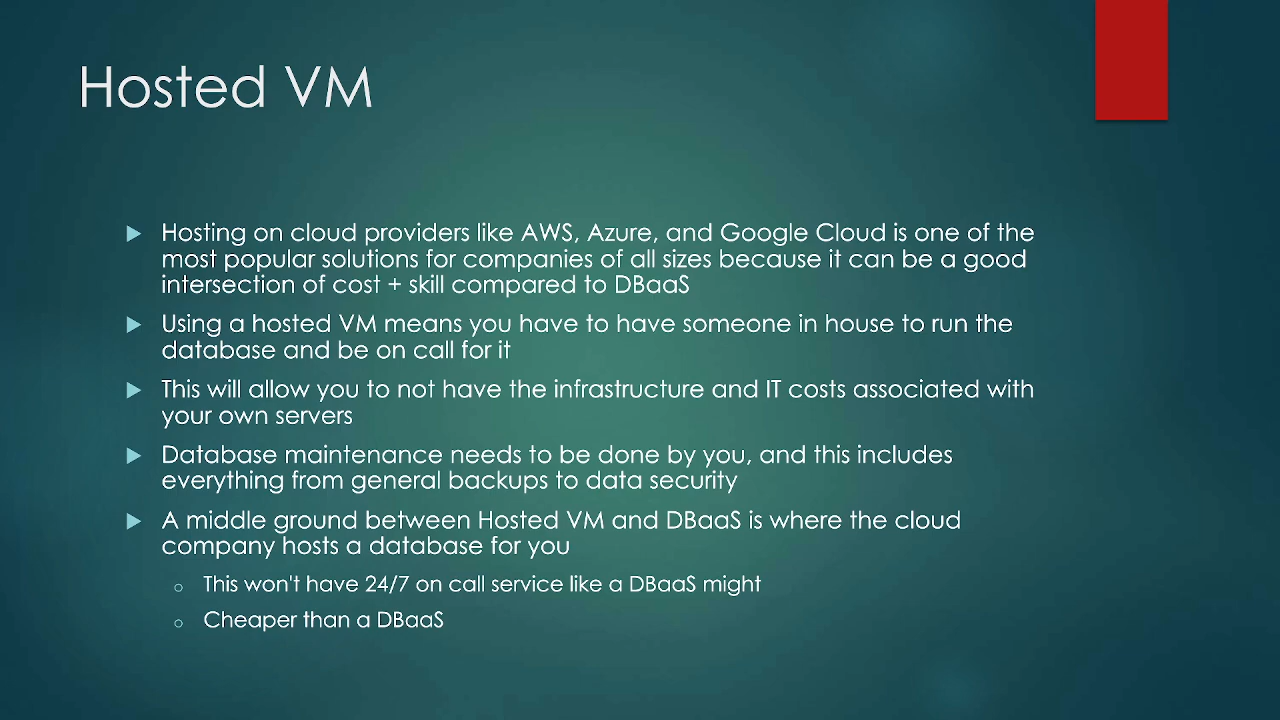 Hosted VM
Hosting on cloud providers like AWS, Azure, and Google Cloud is one of the
most popular solutions for companies of all sizes because it can be a good
intersection of cost + skill compared to DBaaS
Using a hosted VM means you have to have someone in house to run the
database and be on call for it
This will allow you to not have the infrastructure and IT costs associated with
your own servers
Database maintenance needs to be done by you, and this includes
everything from general backups to data security
A middle ground between Hosted VM and DBaaS is where the cloud
company hosts a database for you
This won't have 24/7 on call service like a DBaaS might
Cheaper than a DBaaS